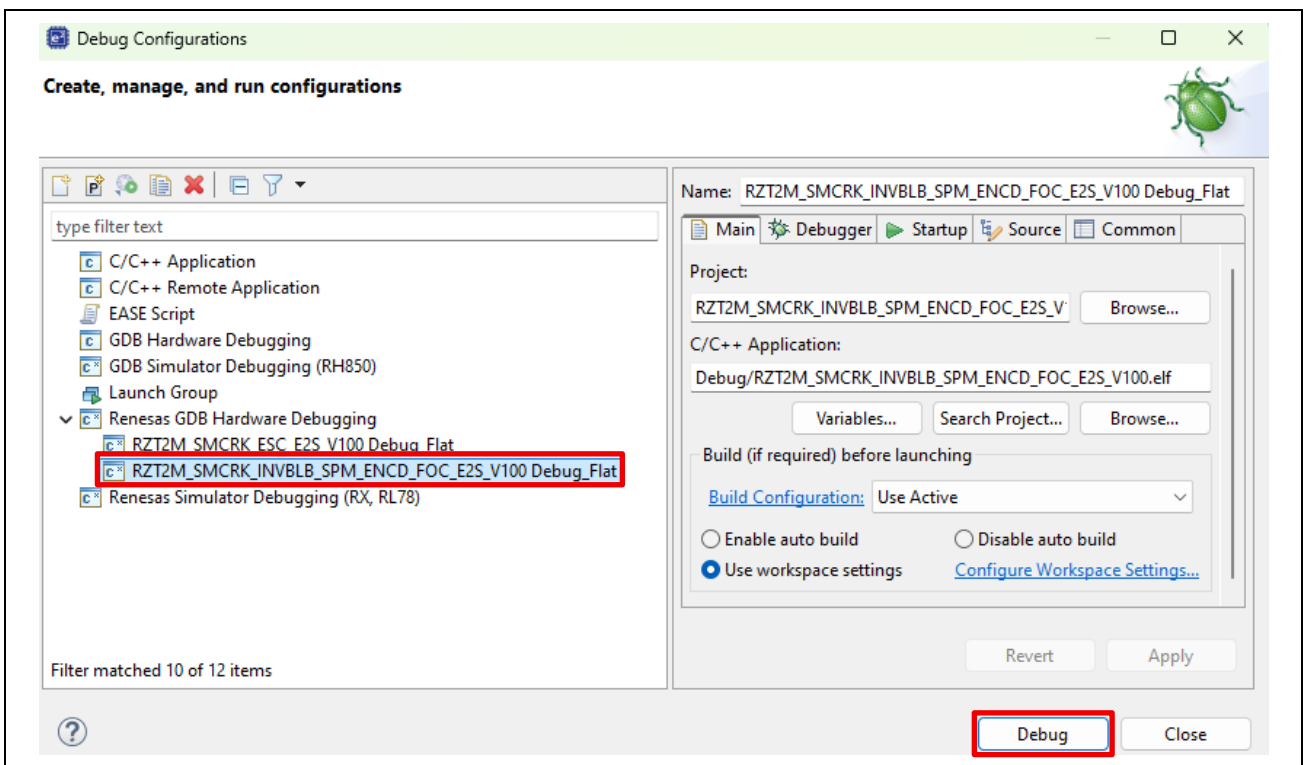 Debug Configurations
Create, manage, and run configurations
type filter text
C/C++ Application
C/C++ Remote Application
EASE Script
GDB Hardware Debugging
GDB Simulator Debugging (RH850)
Launch Group
Renesas GDB Hardware Debugging
RZT2M_SMCRK_ESC_E2S_V100 Debug_Flat
RZT2M_SMCRK_INVBLB_SPM_ENCD_FOC_E2S_V100 Debug_Flat
Renesas Simulator Debugging (RX, RL78)
Filter matched 10 of 12 items
Name: RZT2M_SMCRK_INVBLB_SPM_ENCD_FOC_E2S_V100 Debug_Flat
Main Debugger Startup Source Common
Project:
RZT2M_SMCRK_INVBLB_SPM_ENCD_FOC_E2S_V Browse...
C/C++ Application:
Debug/RZT2M_SMCRK_INVBLB_SPM_ENCD_FOC_E2S_V100.elf
Variables... Search Project... Browse...
Build (if required) before launching
Build Configuration: Use Active
Enable auto build Disable auto build
Use workspace settings Configure Workspace Settings...
Revert Apply
? Debug Close